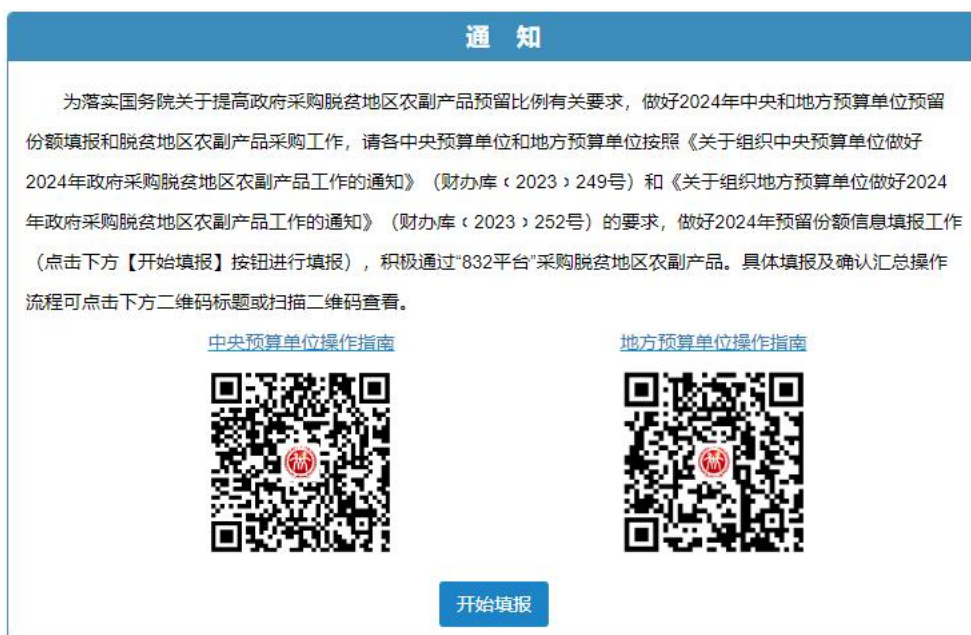 通 知
为落实国务院关于提高政府采购脱贫地区农副产品预留比例有关要求，做好2024年中央和地方预算单位预留
份额填报和脱贫地区农副产品采购工作，请各中央预算单位和地方预算单位按照《关于组织中央预算单位做好
2024年政府采购脱贫地区农副产品工作的通知》（财办库﹝2023﹞249号）和《关于组织地方预算单位做好2024
年政府采购脱贫地区农副产品工作的通知》（财办库﹝2023﹞252号）的要求，做好2024年预留份额信息填报工作
（点击下方【开始填报】按钮进行填报），积极通过“832平台”采购脱贫地区农副产品。具体填报及确认汇总操作
流程可点击下方二维码标题或扫描二维码查看。
中央预算单位操作指南
地方预算单位操作指南
开始填报